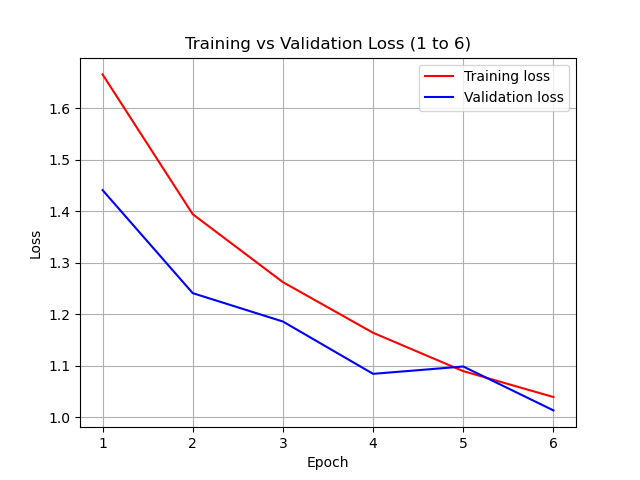 Training vs Validation Loss (1 to 6)
Training loss
Validation loss
Loss
1.6
1.5
1.4
1.3
1.2
1.1
1.0
1 2 3 4 5 6
Epoch